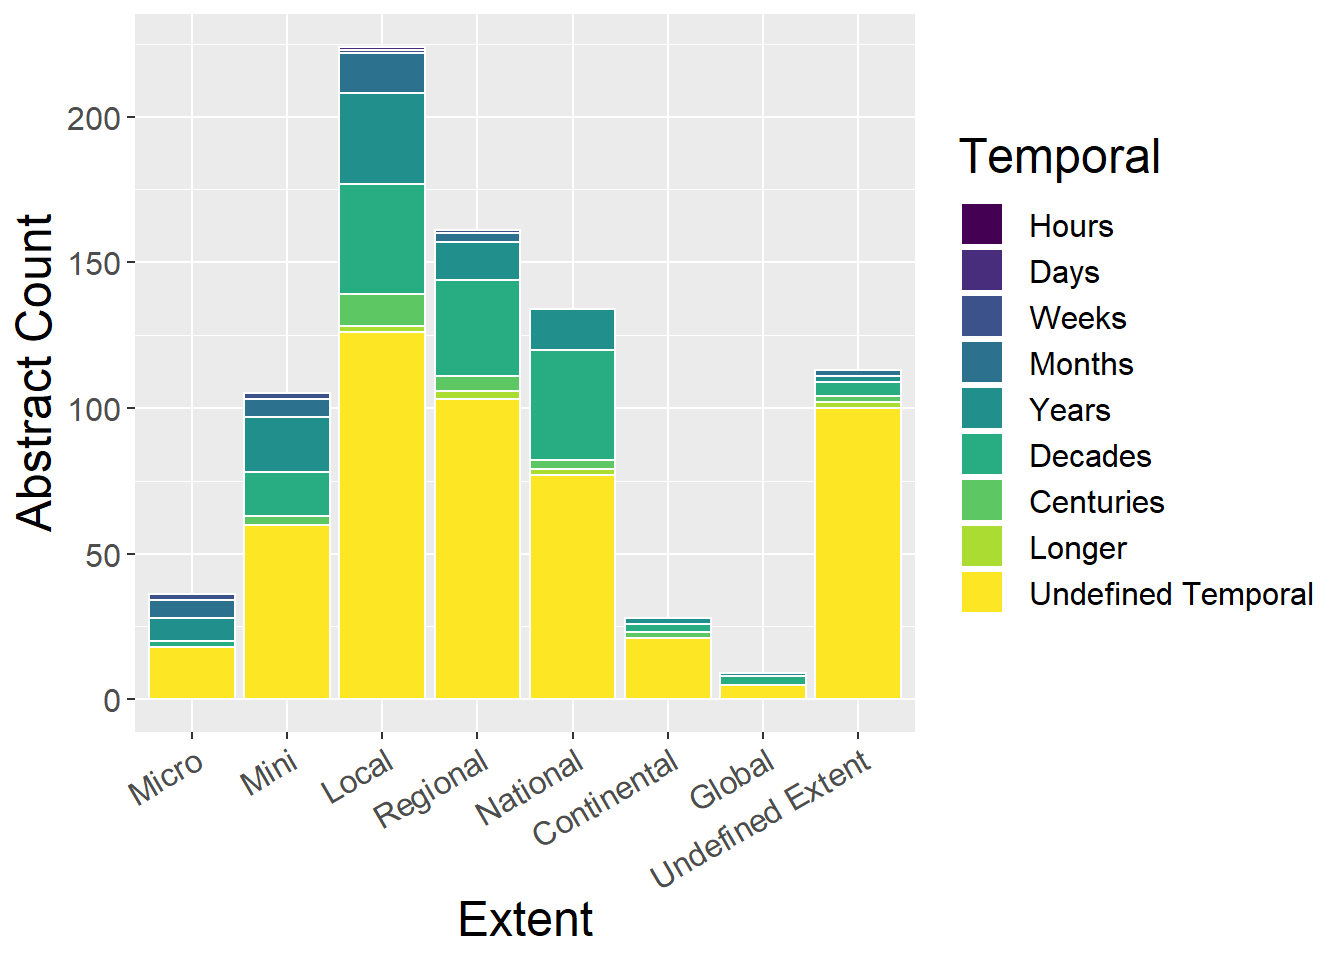 Abstract Count
200
150
100
50
0
Micro
Mini
Local
Regional
National
Continental
Global
Undefined Extent
Extent
Temporal
Hours
Days
Weeks
Months
Years
Decades
Centuries
Longer
Undefined Temporal